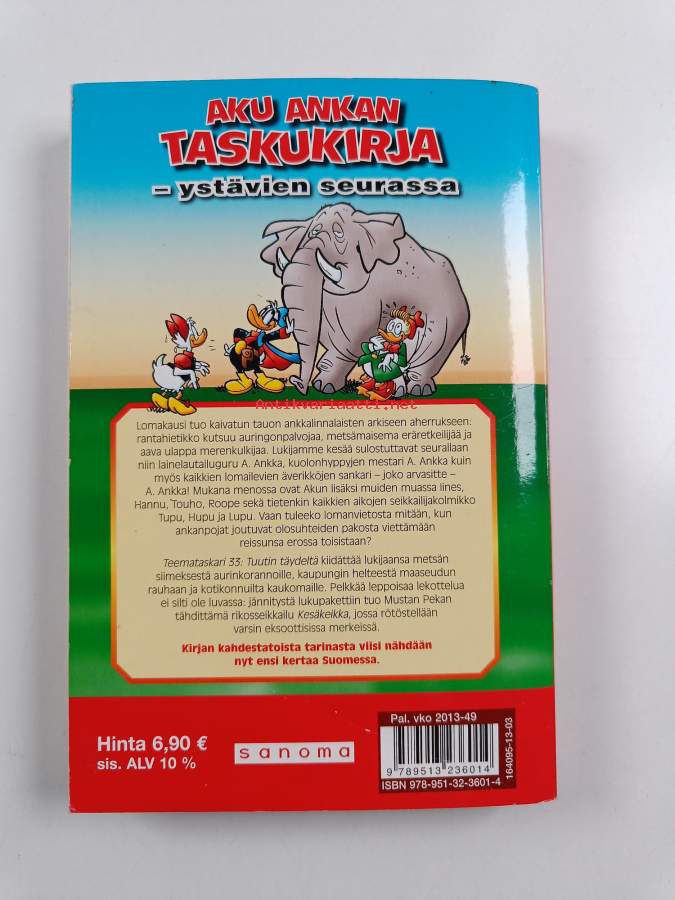 AKU ANKAN
TASKUKIRJA
– ystävien seurassa
Antikvariaatti.net
Lomakausi tuo kaivatun tauon ankkalinnalaisten arkiseen aherrukseen:
rantahietikko kutsuu auringonpalvojaa, metsämaisema eräretkeilijää ja
aava ulappa merenkulkijaa. Lukijamme kesää sulostuttavat seurallaan
niin lainelautailuguru A. Ankka, kuolonhyppyjen mestari A. Ankka kuin
myös kaikkien lomailevien äverikköjen sankari – joko arvasitte –
A. Ankka! Mukana menossa ovat Akun lisäksi muiden muassa Iines,
Hannu, Touho, Roope sekä tietenkin kaikkien aikojen seikkailijakolmikko
Tupu, Hupu ja Lupu. Vaan tuleeko lomanvietosta mitään, kun
ankanpojat joutuvat olosuhteiden pakosta viettämään
reissunsa erossa toisistaan?
Teemataskari 33: Tuutin täydeltä kiidättää lukijaansa metsän
siimeksestä aurinkorannoille, kaupungin helteestä maaseudun
rauhaan ja kotikonnuilta kaukomaille. Pelkkää leppoisaa lekottelua
ei silti ole luvassa: jännitystä lukupakettiin tuo Mustan Pekan
tähdittämä rikosseikkailu Kesäkeikka, jossa rötöstellään
varsin eksoottisissa merkeissä.
Kirjan kahdestatoista tarinasta viisi nähdään
nyt ensi kertaa Suomessa.
Hinta 6,90 €
sis. ALV 10 %
sanoma
Pal. vko 2013-49
9 789513 236014
ISBN 978-951-32-3601-4
164095-13-03